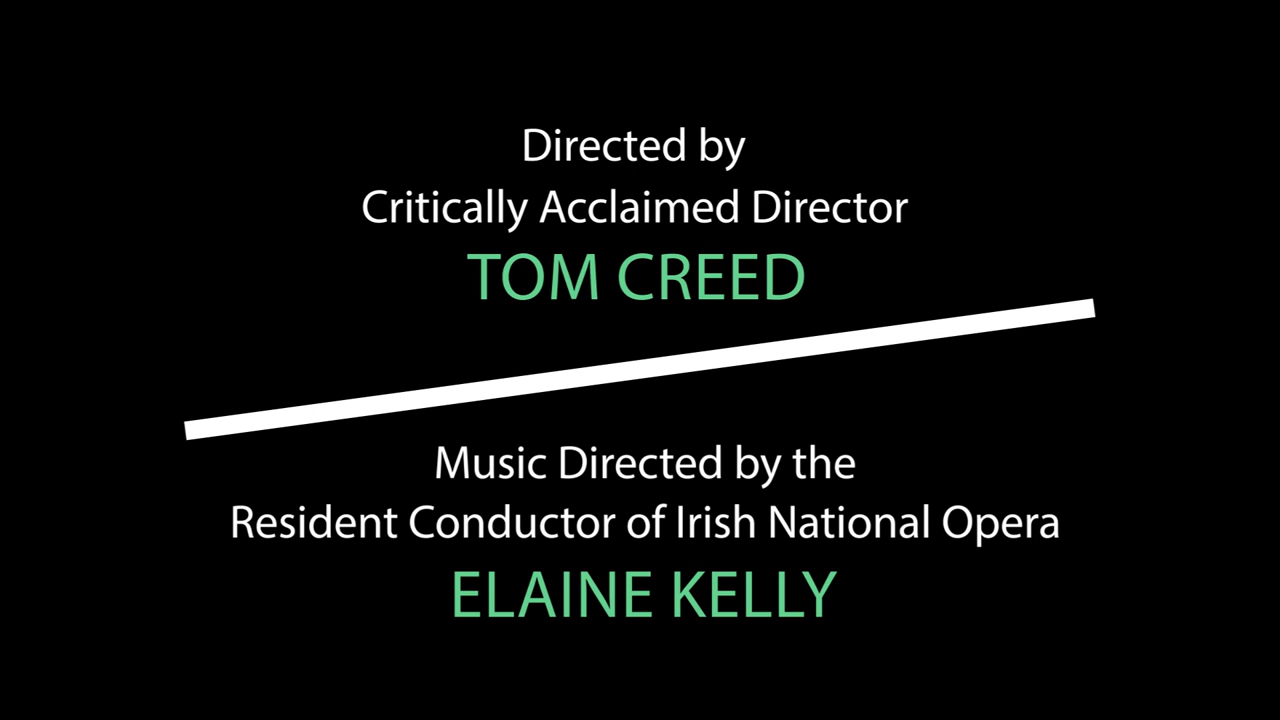 Directed by
Critically Acclaimed Director
TOM CREED
Music Directed by the
Resident Conductor of Irish National Opera
ELAINE KELLY